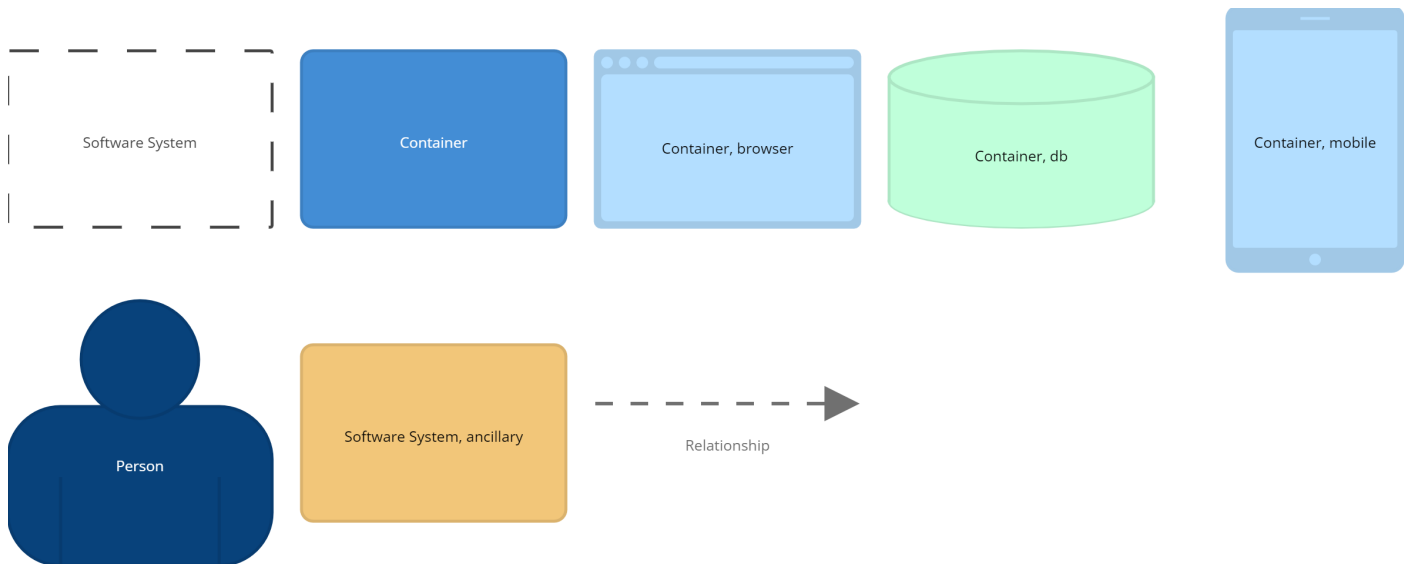 Software System
Container
Container, browser
Container, db
Container, mobile
Person
Software System, ancillary
Relationship